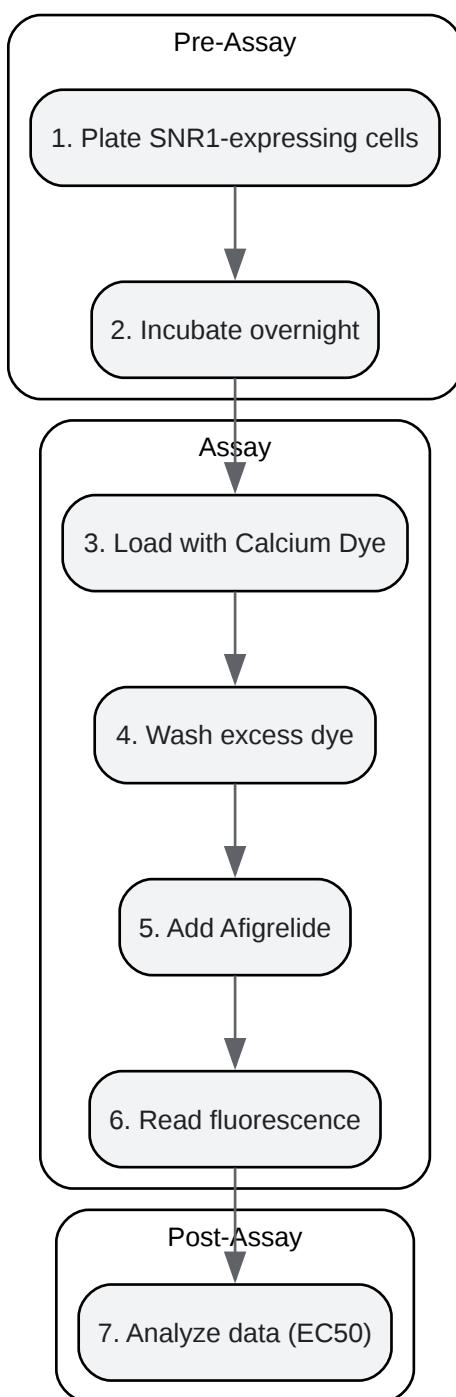 Pre-Assay
1. Plate SNR1-expressing cells
2. Incubate overnight
Assay
3. Load with Calcium Dye
4. Wash excess dye
5. Add Afigrelide
6. Read fluorescence
Post-Assay
7. Analyze data (EC50)